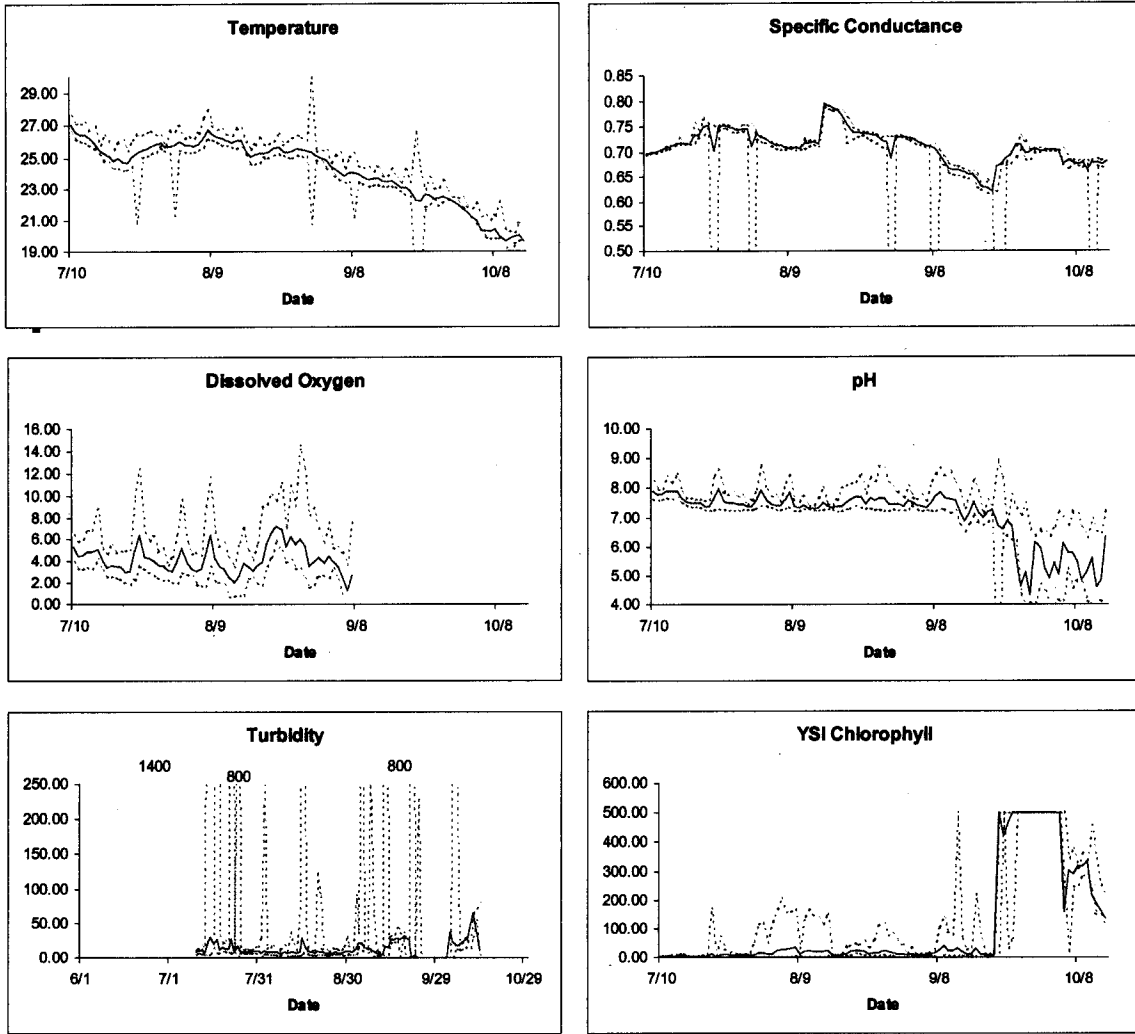 Temperature
29.00
27.00
25.00
23.00
21.00
19.00
7/10 8/9 9/8 10/8
Date
Specific Conductance
0.85
0.80
0.75
0.70
0.65
0.60
0.55
0.50
7/10 8/9 9/8 10/8
Date
Dissolved Oxygen
16.00
14.00
12.00
10.00
8.00
6.00
4.00
2.00
0.00
7/10 8/9 9/8 10/8
Date
pH
10.00
9.00
8.00
7.00
6.00
5.00
4.00
7/10 8/9 9/8 10/8
Date
Turbidity
1400 800 800
250.00
200.00
150.00
100.00
50.00
0.00
6/1 7/1 7/31 8/30 9/29 10/29
Date
YSI Chlorophyll
600.00
500.00
400.00
300.00
200.00
100.00
0.00
7/10 8/9 9/8 10/8
Date